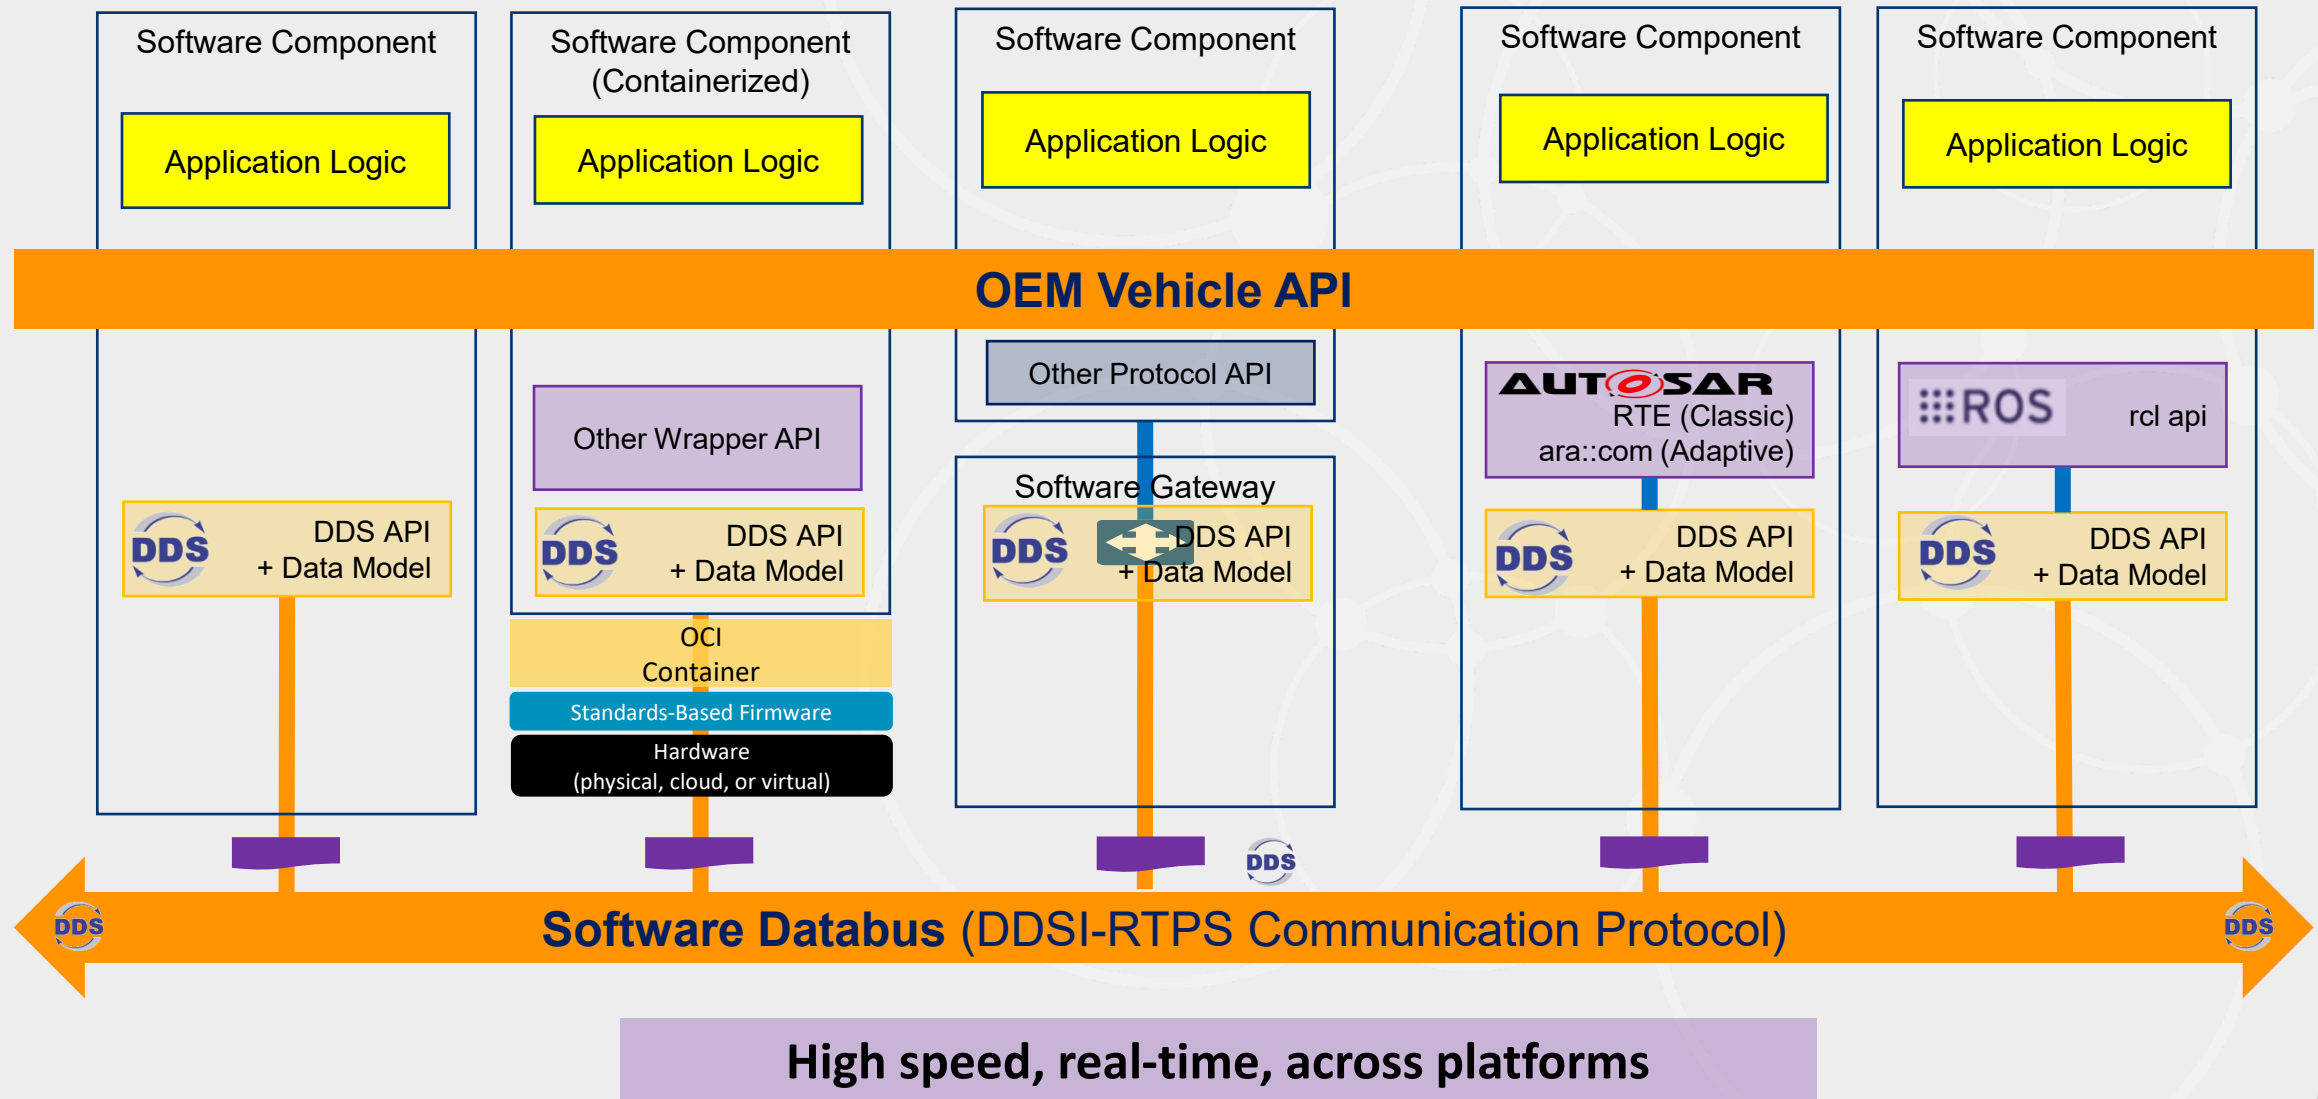 Software Component
Application Logic
Software Component
(Containerized)
Application Logic
Software Component
Application Logic
Software Component
Application Logic
Software Component
Application Logic
OEM Vehicle API
DDS
DDS API
+ Data Model
Other Wrapper API
DDS
DDS API
+ Data Model
OCI
Container
Standards-Based Firmware
Hardware
(physical, cloud, or virtual)
Other Protocol API
Software Gateway
DDS
DDS API
+ Data Model
AUTOSAR
RTE (Classic)
ara::com (Adaptive)
DDS
DDS API
+ Data Model
ROS
rcl api
DDS
DDS API
+ Data Model
DDS
DDS
Software Databus (DDSI-RTPS Communication Protocol)
DDS
High speed, real-time, across platforms